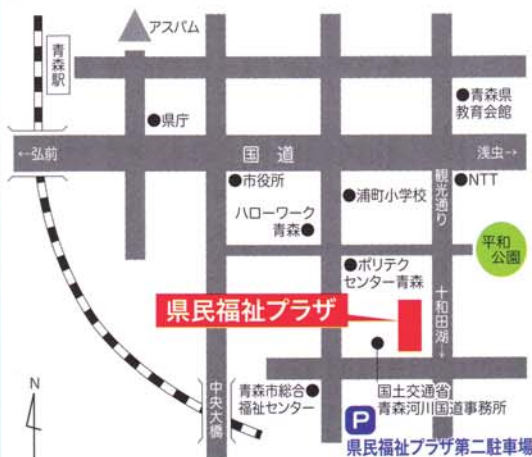 アスパム
青森駅
●青森県
教育会館
●県庁
←弘前
国道
浅虫→
●市役所
●浦町小学校
観光通り
●NTT
ハローワーク
青森●
平和
公園
●ポリテク
センター青森
十和田湖→
県民福祉プラザ
N
中央大橋
青森市総合●
福祉センター
国土交通省
青森河川国道事務所
P
県民福祉プラザ第二駐車場